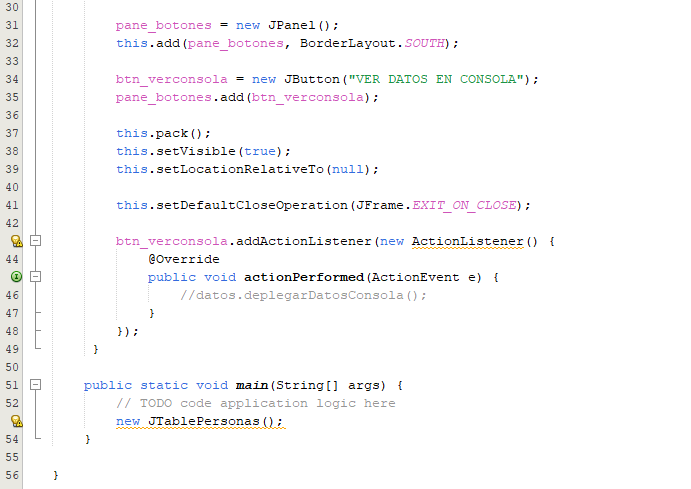 30
31 pane_botones = new JPanel();
32 this.add(pane_botones, BorderLayout.SOUTH);
33
34 btn_verconsola = new JButton("VER DATOS EN CONSOLA");
35 pane_botones.add(btn_verconsola);
36
37 this.pack();
38 this.setVisible(true);
39 this.setLocationRelativeTo(null);
40
41 this.setDefaultCloseOperation(JFrame.EXIT_ON_CLOSE);
42
btn_verconsola.addActionListener(new ActionListener() {
44 @Override
public void actionPerformed(ActionEvent e) {
46 //datos.deplegarDatosConsola();
47 }
48 });
49 }
50
51 public static void main(String[] args) {
52 // TODO code application logic here
new JTablePersonas();
54 }
55
56 }